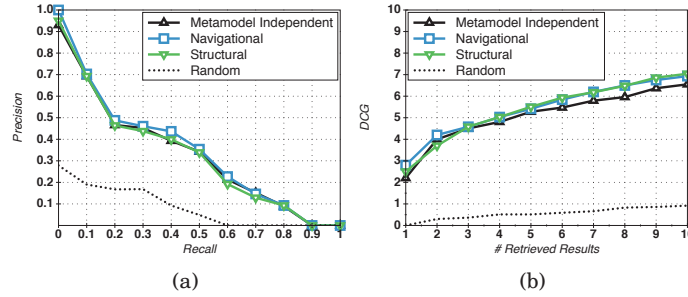 1.0
0.9
0.8
0.7
0.6
0.5
0.4
0.3
0.2
0.1
Precision
Metamodel Independent
Navigational
Structural
Random
0 0.1 0.2 0.3 0.4 0.5 0.6 0.7 0.8 0.9 1
Recall
(a)
10
9
8
7
6
5
4
3
2
1
0
DCG
Metamodel Independent
Navigational
Structural
Random
1 2 3 4 5 6 7 8 9 10
# Retrieved Results
(b)